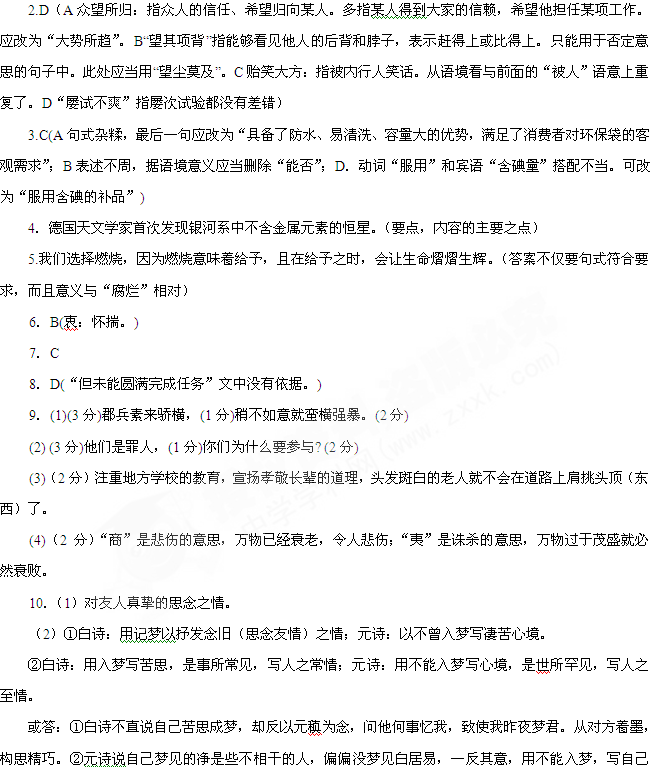 2.D（A 众望所归：指众人的信任、希望归向某人。多指某人得到大家的信赖，希望他担任某项工作。
应改为“大势所趋”。B“望其项背”指能够看见他人的后背和脖子，表示赶得上或比得上。只能用于否定意
思的句子中。此处应当用“望尘莫及”。C 贻笑大方：指被内行人笑话。从语境看与前面的“被人”语意上重
复了。D“屡试不爽”指屡次试验都没有差错）
3.C(A 句式杂糅，最后一句应改为“具备了防水、易清洗、容量大的优势，满足了消费者对环保袋的客
观需求”；B 表述不周，据语境意义应当删除“能否”；D．动词“服用”和宾语“含碘量”搭配不当。可改
为“服用含碘的补品”)
4．德国天文学家首次发现银河系中不含金属元素的恒星。（要点，内容的主要之点）
5.我们选择燃烧，因为燃烧意味着给予，且在给予之时，会让生命熠熠生辉。（答案不仅要句式符合要
求，而且意义与“腐烂”相对）
6．B(衷：怀揣。)
7．C
8．D(“但未能圆满完成任务”文中没有依据。)
9．(1)(3 分)郡兵素来骄横，(1 分)稍不如意就蛮横强暴。(2 分)
(2) (3 分)他们是罪人，(1 分)你们为什么要参与? (2 分)
(3)（2 分）注重地方学校的教育，宣扬孝敬长辈的道理，头发斑白的老人就不会在道路上肩挑头顶（东
西）了。
(4)（2 分）“商”是悲伤的意思，万物已经衰老，令人悲伤；“夷”是诛杀的意思，万物过于茂盛就必
然衰败。
10.（1）对友人真挚的思念之情。
（2）①白诗：用记梦以抒发念旧（思念友情）之情；元诗：以不曾入梦写凄苦心境。
②白诗：用入梦写苦思，是事所常见，写人之常情；元诗：用不能入梦写心境，是世所罕见，写人之
至情。
或答：①白诗不直说自己苦思成梦，却反以元稹为念，问他何事忆我，致使我昨夜梦君。从对方着墨，
构思精巧。②元诗说自己梦见的净是些不相干的人，偏偏没梦见白居易，一反其意，用不能入梦，写自己